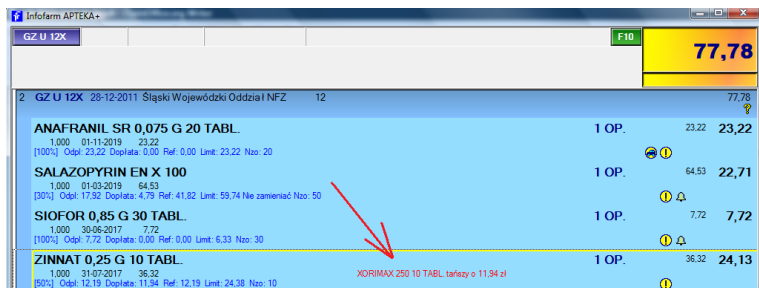 Infofarm APTEKA+
GZ U 12X
F10
77,78
2 GZ U 12X 28-12-2011 Śląski Wojewódzki Oddział NFZ 12 77,78
ANAFRANIL SR 0,075 G 20 TABL. 1 OP. 23,22 23,22
1,000 01-11-2019 23,22
[100%] Odpl: 23,22 Dopłata: 0,00 Ref: 0,00 Limit: 23,22 Nzo: 20
SALAZOPYRIN EN X 100 1 OP. 64,53 22,71
1,000 01-03-2019 64,53
[30%] Odpl: 17,92 Dopłata: 4,79 Ref: 41,82 Limit: 59,74 Nie zamieniać Nzo: 50
SIOFOR 0,85 G 30 TABL. 1 OP. 7,72 7,72
1,000 30-06-2017 7,72
[100%] Odpl: 7,72 Dopłata: 0,00 Ref: 0,00 Limit: 6,33 Nzo: 30
ZINNAT 0,25 G 10 TABL. 1 OP. 36,32 24,13
1,000 31-07-2017 36,32 XORIMAX 250 10 TABL. tańszy o 11,94 zł
[50%] Odpl: 12,19 Dopłata: 11,94 Ref: 12,19 Limit: 24,38 Nzo: 10